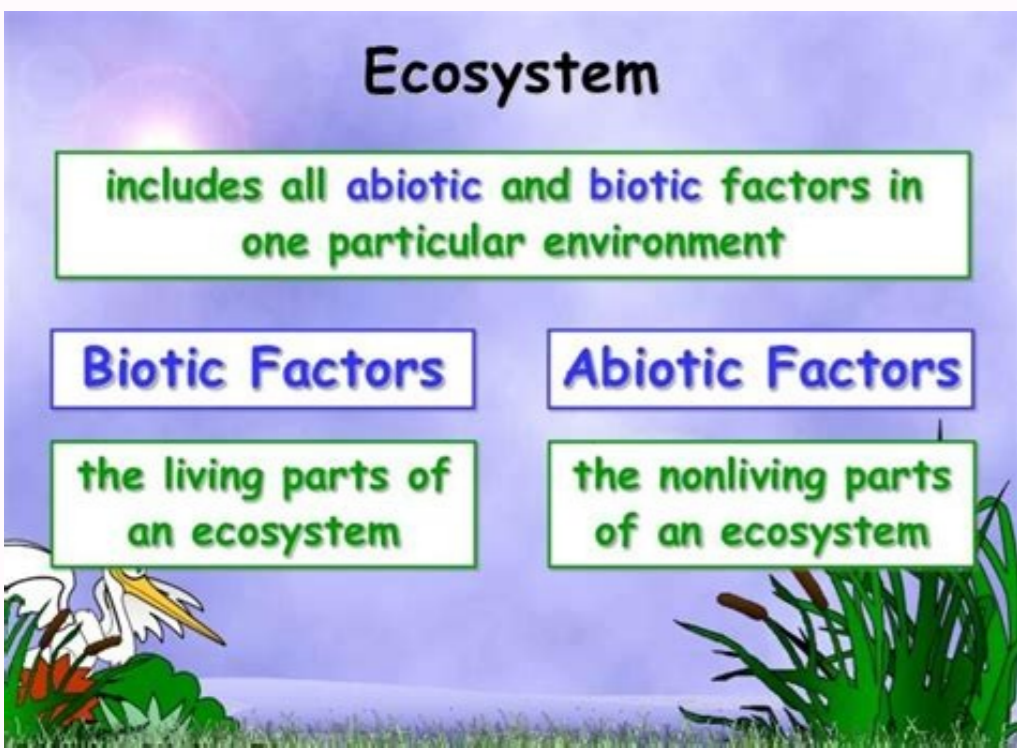 Ecosystem
includes all abiotic and biotic factors in
one particular environment
Biotic Factors
Abiotic Factors
the living parts of
an ecosystem
the nonliving parts
of an ecosystem